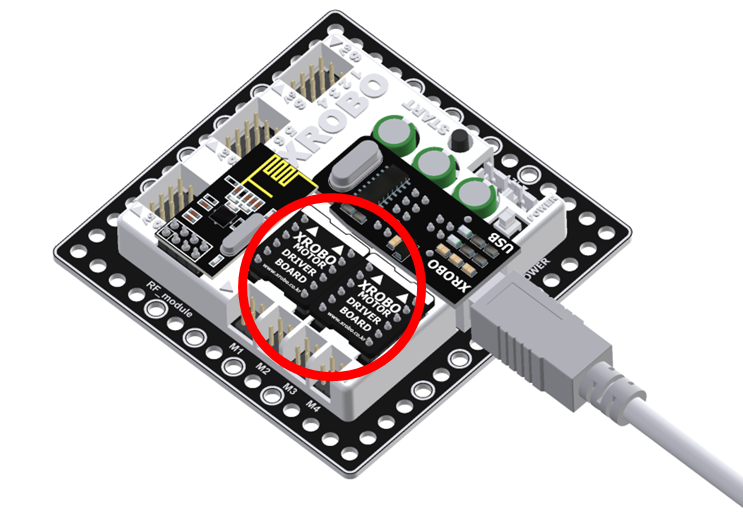 XROBO
START
POWER
USB
XROBO
XROBO
MOTOR
DRIVER
BOARD
www.xrobo.co.kr
XROBO
MOTOR
DRIVER
BOARD
www.xrobo.co.kr
RF_module
M1
M2
M3
M4